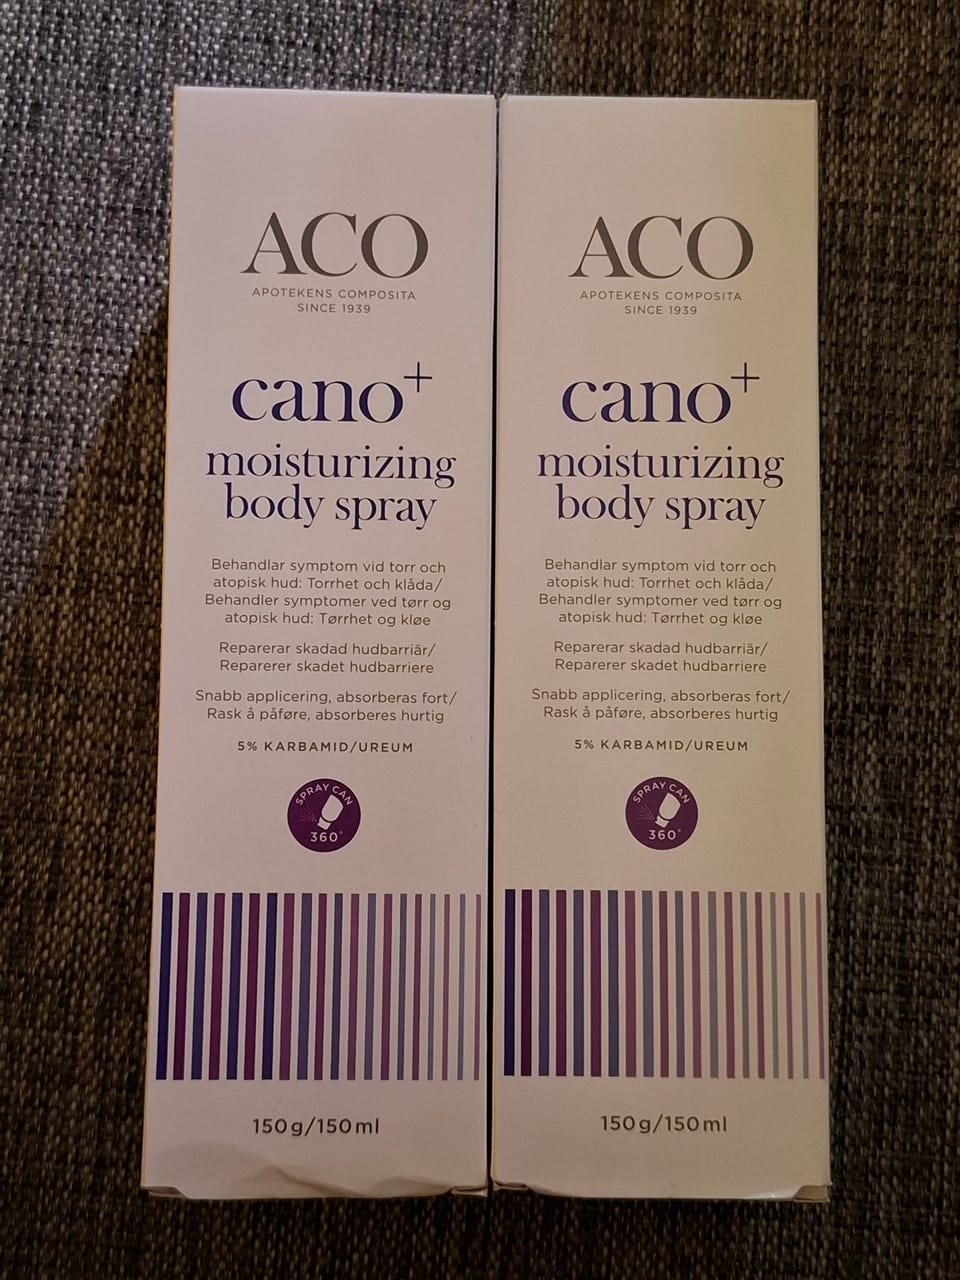 ACO
APOTEKENS COMPOSITA
SINCE 1939
cano+
moisturizing
body spray
Behandlar symptom vid torr och
atopisk hud: Torrhet och klåda/
Behandler symptomer ved tørr og
atopisk hud: Tørrhet og kløe
Reparerar skadad hudbarriär/
Reparerer skadet hudbarriere
Snabb applicering, absorberas fort/
Rask å påføre, absorberes hurtig
5% KARBAMID/UREUM
SPRAY CAN
360°
150g/150ml
ACO
APOTEKENS COMPOSITA
SINCE 1939
cano+
moisturizing
body spray
Behandlar symptom vid torr och
atopisk hud: Torrhet och klåda/
Behandler symptomer ved tørr og
atopisk hud: Tørrhet og kløe
Reparerar skadad hudbarriär/
Reparerer skadet hudbarriere
Snabb applicering, absorberas fort/
Rask å påføre, absorberes hurtig
5% KARBAMID/UREUM
SPRAY CAN
360°
150g/150ml